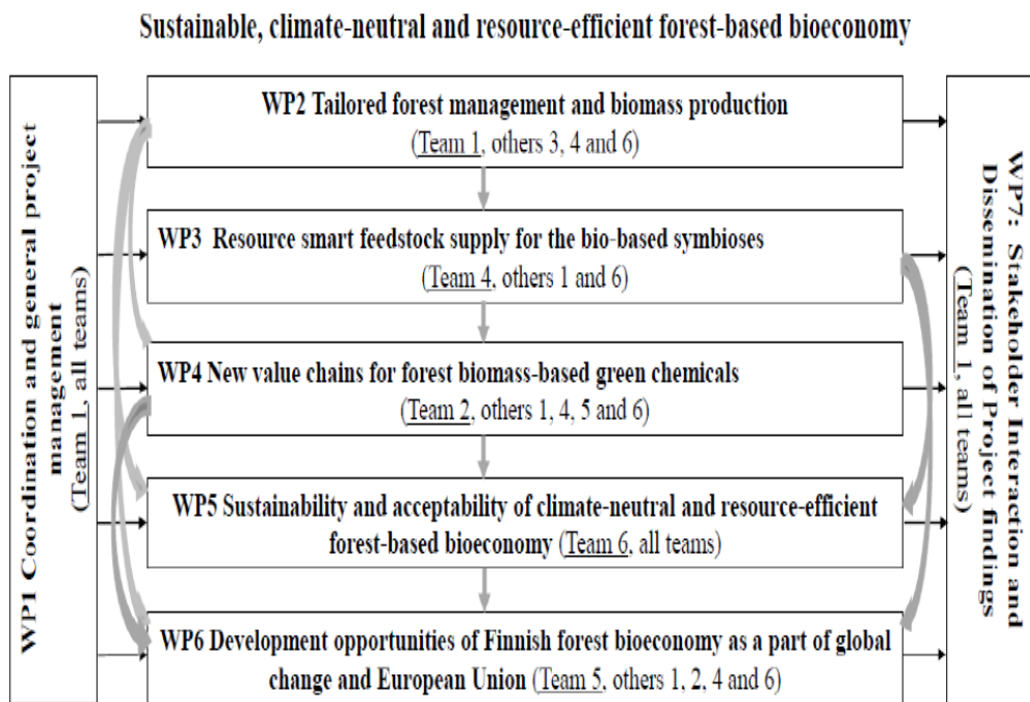 Sustainable, climate-neutral and resource-efficient forest-based bioeconomy
WP1 Coordination and general project
management
(Team 1, all teams)
WP2 Tailored forest management and biomass production
(Team 1, others 3, 4 and 6)
WP3 Resource smart feedstock supply for the bio-based symbioses
(Team 4, others 1 and 6)
WP4 New value chains for forest biomass-based green chemicals
(Team 2, others 1, 4, 5 and 6)
WP5 Sustainability and acceptability of climate-neutral and resource-efficient
forest-based bioeconomy (Team 6, all teams)
WP6 Development opportunities of Finnish forest bioeconomy as a part of global
change and European Union (Team 5, others 1, 2, 4 and 6)
WP7: Stakeholder Interaction and
Dissemination of Project findings
(Team 1, all teams)